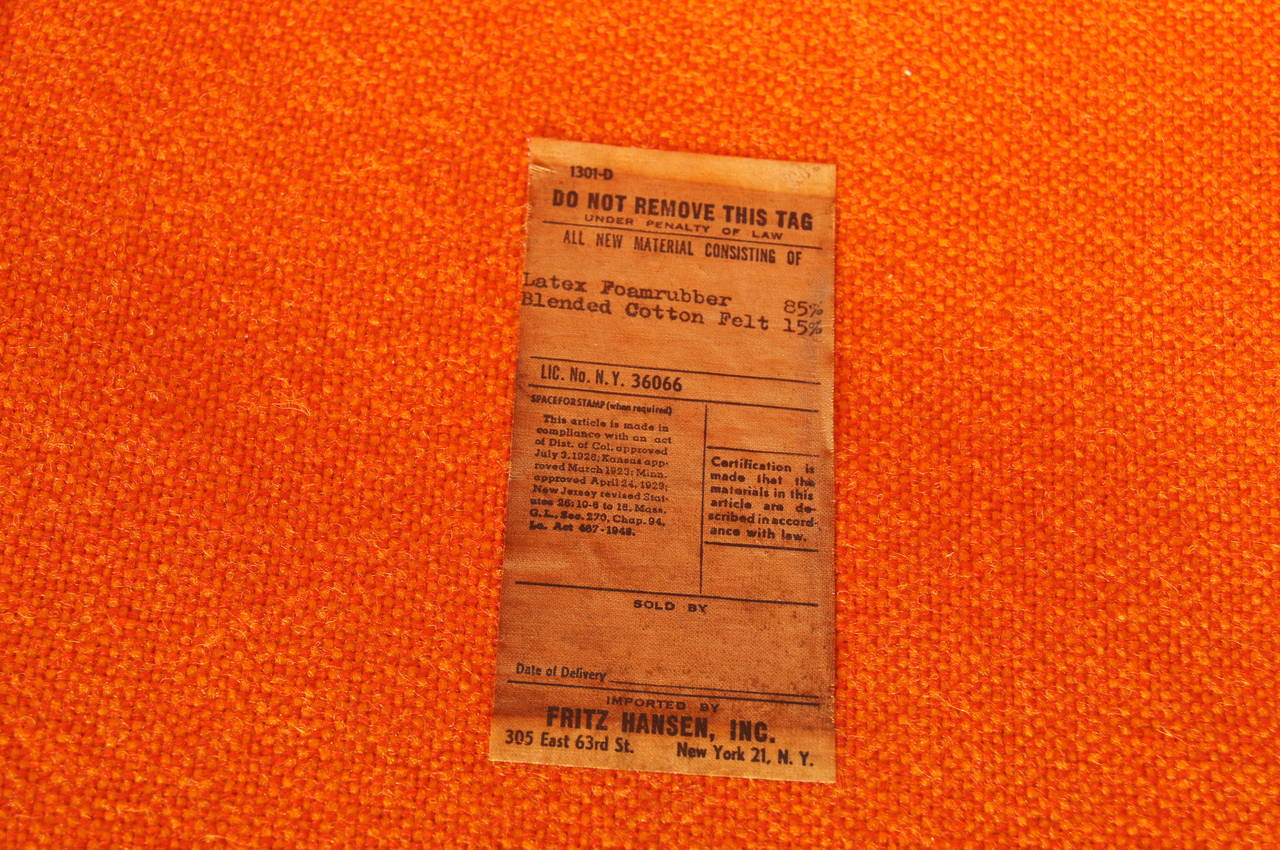 1301-D
DO NOT REMOVE THIS TAG
UNDER PENALTY OF LAW
ALL NEW MATERIAL CONSISTING OF
Latex Foamrubber 85%
Blended Cotton Felt 15%
LIC. No. N.Y. 36066
SPACE FOR STAMP (when required)
This article is made in
compliance with an act
of Dist. of Col. approved
July 3, 1926; Kansas app-
roved March 1923; Minn.
approved April 24, 1929;
New Jersey revised Stat-
utes 26:10-6 to 18. Mass.
G.L., Sec. 270, Chap. 94,
La. Act 467-1948.
Certification is
made that the
materials in this
article are de-
scribed in accord-
ance with law.
SOLD BY
Date of Delivery
IMPORTED BY
FRITZ HANSEN, INC.
305 East 63rd St. New York 21, N. Y.